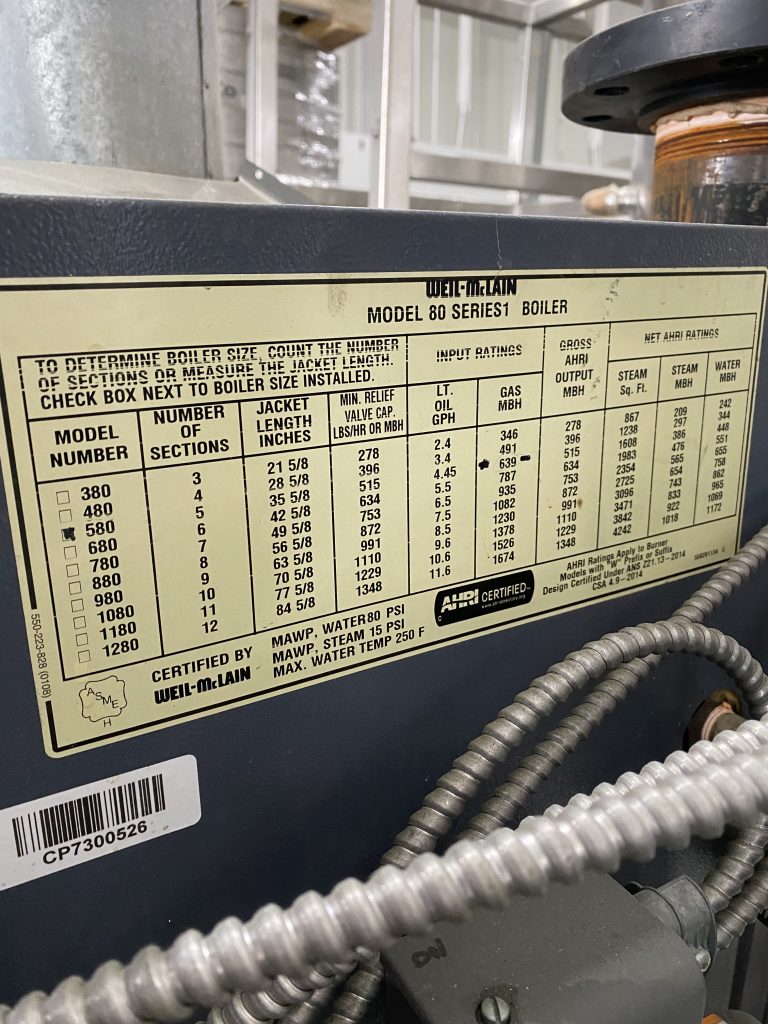 WEIL-McLAIN
MODEL 80 SERIES1 BOILER
TO DETERMINE BOILER SIZE, COUNT THE NUMBER
OF SECTIONS OR MEASURE THE JACKET LENGTH.
CHECK BOX NEXT TO BOILER SIZE INSTALLED.
INPUT RATINGS
GROSS AHRI OUTPUT MBH
NET AHRI RATINGS
MODEL NUMBER
NUMBER OF SECTIONS
JACKET LENGTH INCHES
MIN. RELIEF VALVE CAP. LBS/HR OR MBH
LT. OIL GPH
GAS MBH
STEAM Sq. Ft.
STEAM MBH
WATER MBH
380 3 21 5/8 278 2.4 346 278 867 209 242
480 4 28 5/8 396 3.4 491 396 1238 297 344
580 5 35 5/8 515 4.45 639 515 1608 386 448
680 6 42 5/8 634 5.5 787 634 1983 476 551
780 7 49 5/8 753 6.5 935 753 2354 565 655
880 8 56 5/8 872 7.5 1082 872 2725 654 758
980 9 63 5/8 991 8.5 1230 991 3096 743 862
1080 10 70 5/8 1110 9.6 1378 1110 3471 833 965
1180 11 77 5/8 1229 10.6 1526 1229 3842 922 1069
1280 12 84 5/8 1348 11.6 1674 1348 4242 1018 1172
AHRI Ratings Apply to Burner
Models with "W" Prefix or Suffix
Design Certified Under ANS Z21.13-2014
CSA 4.9-2014
AHRI CERTIFIED
www.ahridirectory.org
C
ASME
H
CERTIFIED BY
WEIL-McLAIN
MAWP, WATER 80 PSI
MAWP, STEAM 15 PSI
MAX. WATER TEMP 250 F
550-223-828 (0108)
CP7300526